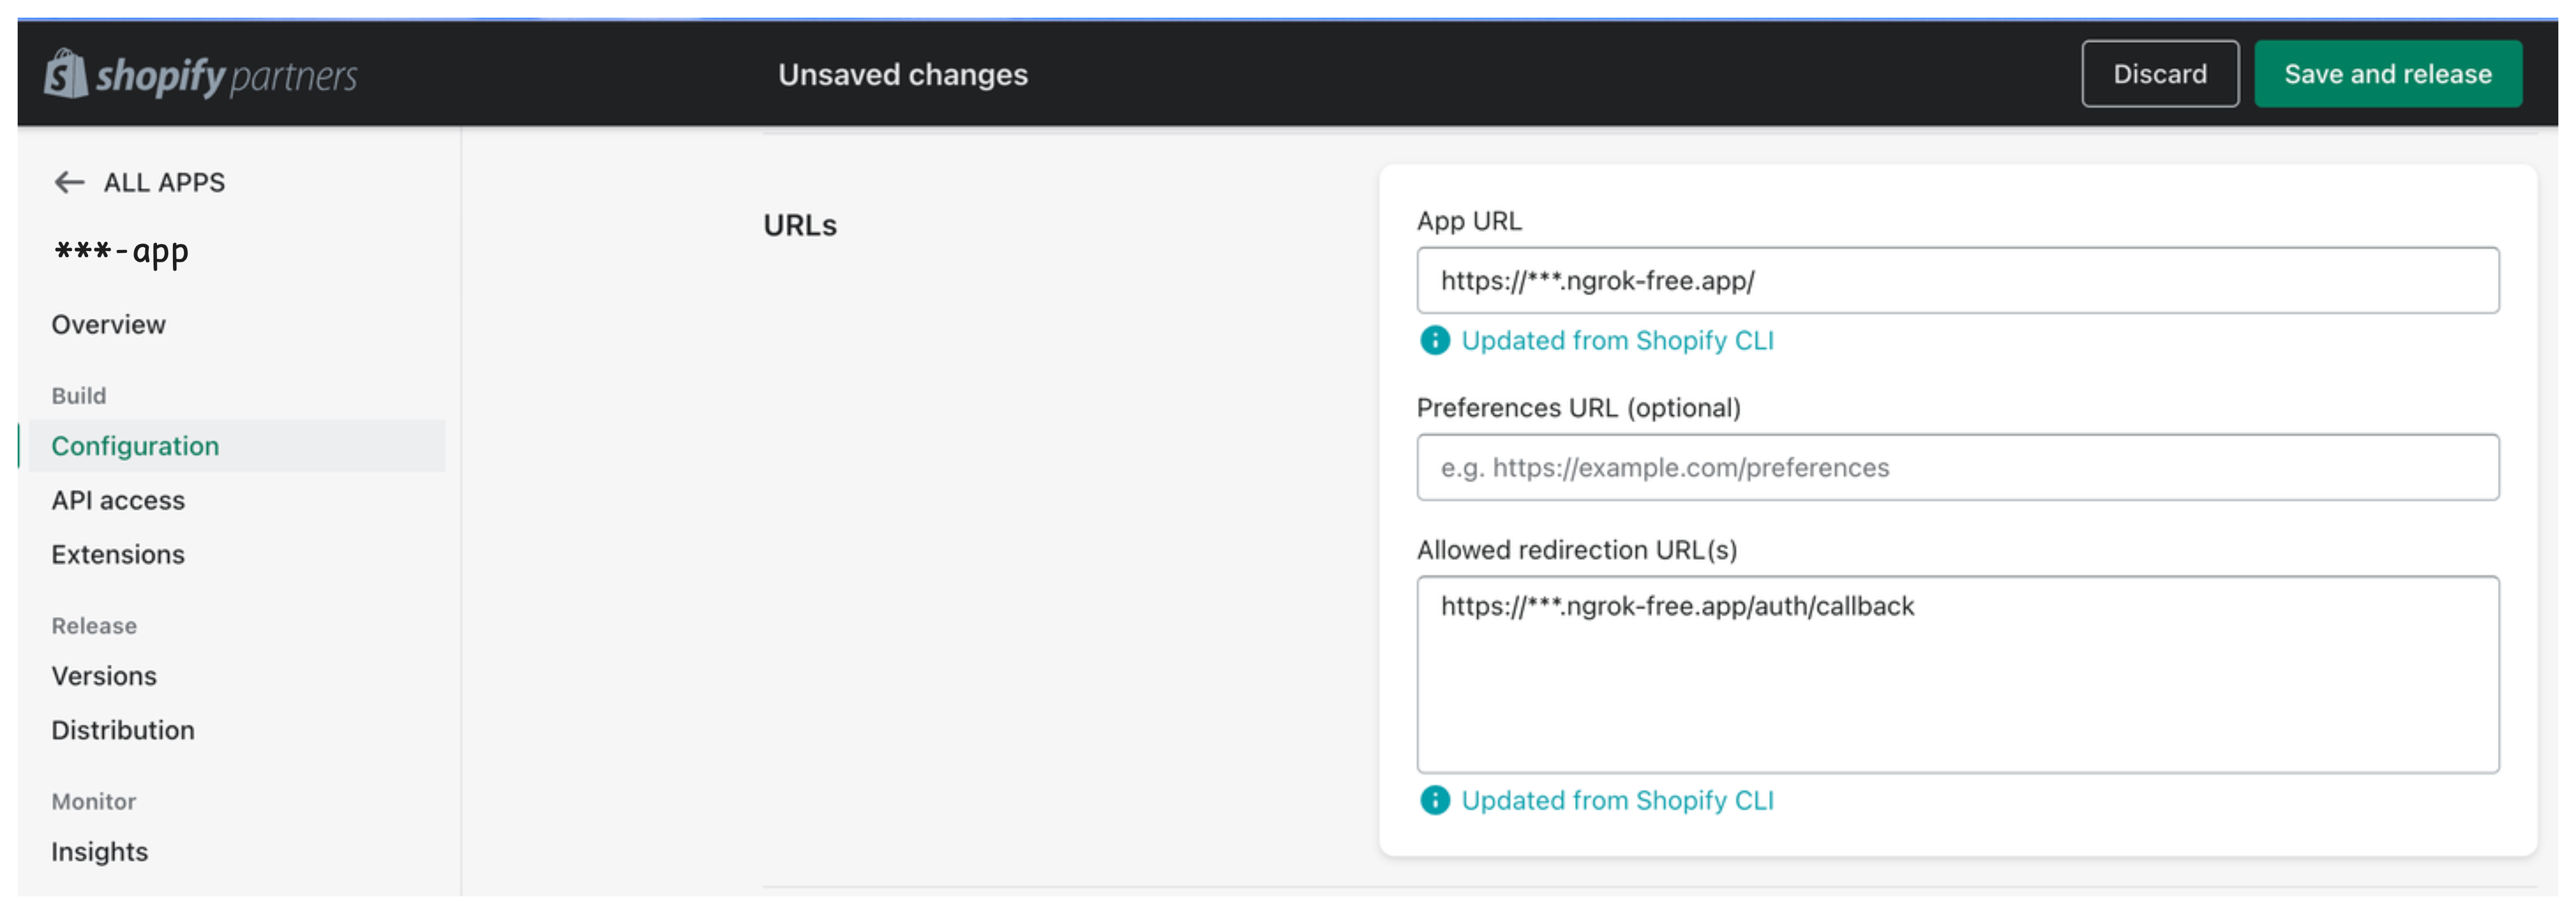 shopify partners
Unsaved changes
Discard
Save and release
ALL APPS
***-app
Overview
Build
Configuration
API access
Extensions
Release
Versions
Distribution
Monitor
Insights
URLs
App URL
https://***.ngrok-free.app/
Updated from Shopify CLI
Preferences URL (optional)
e.g. https://example.com/preferences
Allowed redirection URL(s)
https://***.ngrok-free.app/auth/callback
Updated from Shopify CLI